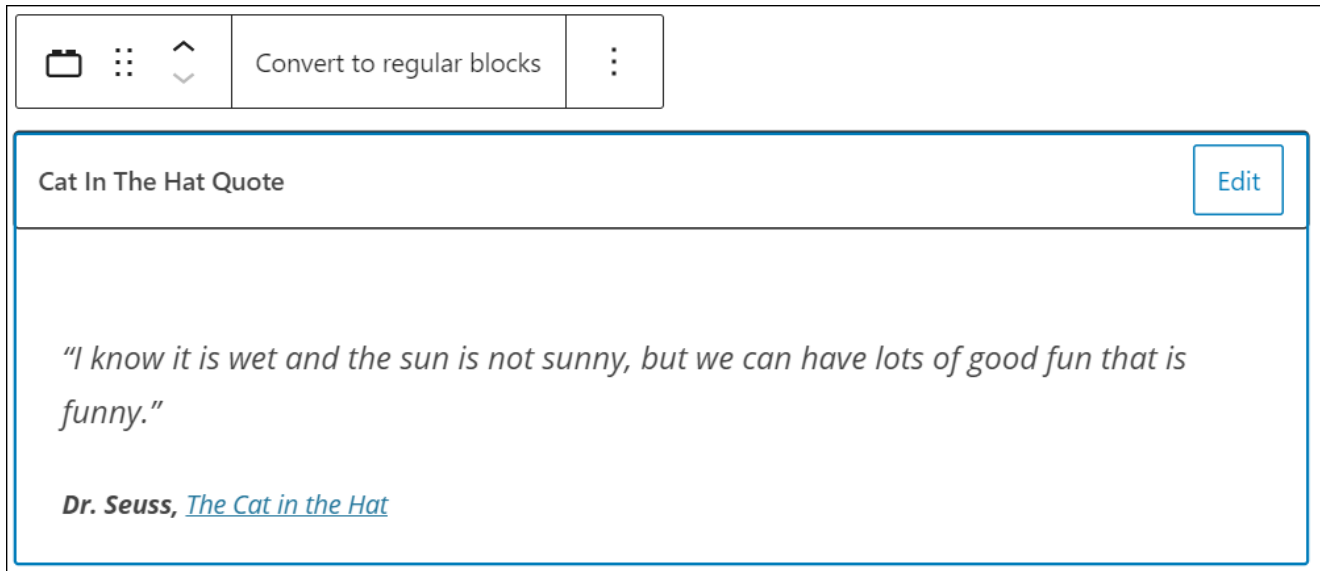 Convert to regular blocks
Cat In The Hat Quote
Edit
“I know it is wet and the sun is not sunny, but we can have lots of good fun that is
funny.”
Dr. Seuss, The Cat in the Hat